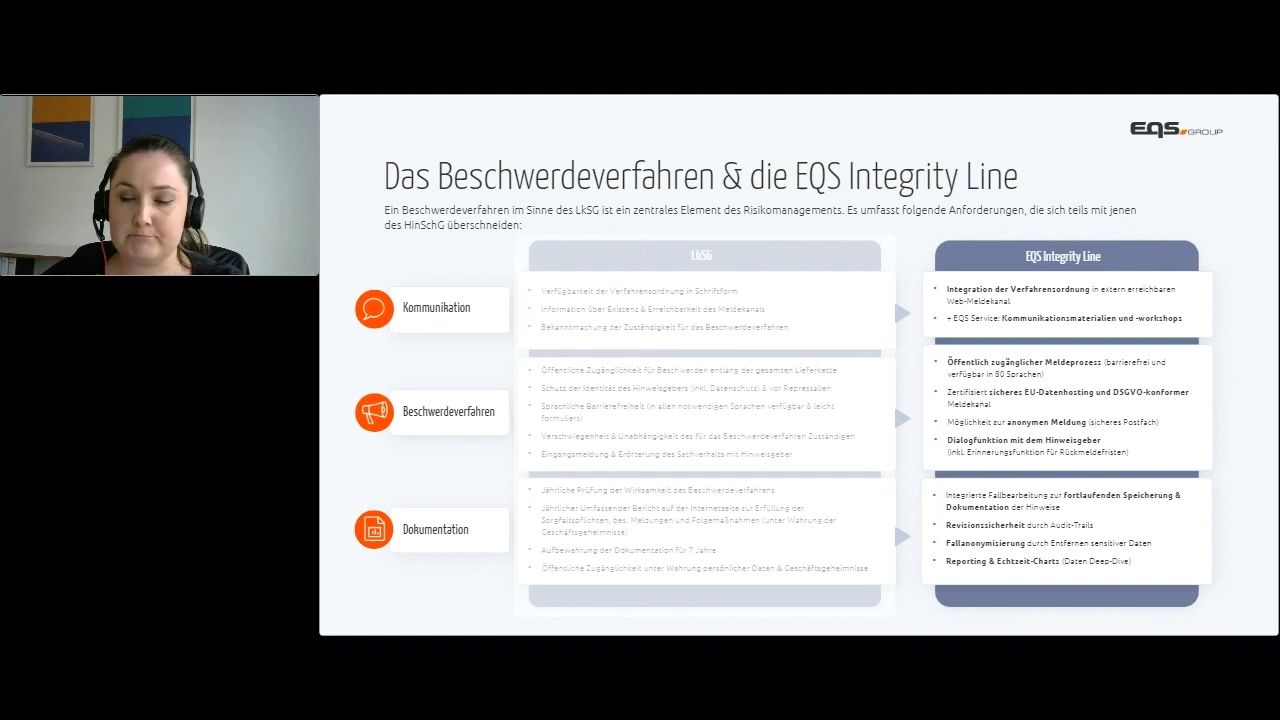 EQS GROUP
Das Beschwerdeverfahren & die EQS Integrity Line
Ein Beschwerdeverfahren im Sinne des LkSG ist ein zentrales Element des Risikomanagements. Es umfasst folgende Anforderungen, die sich teils mit jenen
des HinSchG überschneiden:
LkSG
EQS Integrity Line
Kommunikation
Verfügbarkeit der Verfahrensordnung in Schriftform
Information über Existenz & Erreichbarkeit des Meldekanals
Bekanntmachung der Zuständigkeit für das Beschwerdeverfahren
Integration der Verfahrensordnung in extern erreichbaren
Web-Meldekanal
+ EQS Service: Kommunikationsmaterialien und -workshops
Beschwerdeverfahren
Öffentliche Zugänglichkeit für Beschwerden entlang der gesamten Lieferkette
Schutz der Identität des Hinweisgebers (inkl. Datenschutz) & vor Repressalien
Sprachliche Barrierefreiheit (in allen notwendigen Sprachen verfügbar & leicht
formuliert)
Verschwiegenheit & Unabhängigkeit des für das Beschwerdeverfahren Zuständigen
Eingangsmeldung & Erörterung des Sachverhalts mit Hinweisgeber
Öffentlich zugänglicher Meldeprozess (barrierefrei und
verfügbar in 80 Sprachen)
Zertifiziert sicheres EU-Datenhosting und DSGVO-konformer
Meldekanal
Möglichkeit zur anonymen Meldung (sicheres Postfach)
Dialogfunktion mit dem Hinweisgeber
(inkl. Erinnerungsfunktion für Rückmeldefristen)
Dokumentation
Jährliche Prüfung der Wirksamkeit des Beschwerdeverfahrens
Jährlicher Umfassender Bericht auf der Internetseite zur Erfüllung der
Sorgfaltspflichten, bes. Meldungen und Folgemaßnahmen (unter Wahrung der
Geschäftsgeheimnisse)
Aufbewahrung der Dokumentation für 7 Jahre
Öffentliche Zugänglichkeit unter Wahrung persönlicher Daten & Geschäftsgeheimnisse
Integrierte Fallbearbeitung zur fortlaufenden Speicherung &
Dokumentation der Hinweise
Revisionssicherheit durch Audit-Trails
Fallanonymisierung durch Entfernen sensitiver Daten
Reporting & Echtzeit-Charts (Daten Deep-Dive)